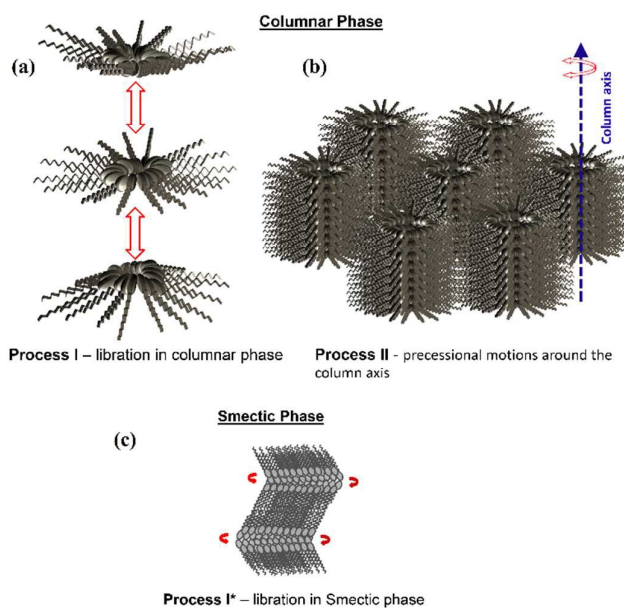 Columnar Phase
(a)
(b)
Column axis
Process I – libration in columnar phase
Process II - precessional motions around the
column axis
Smectic Phase
(c)
Process I* – libration in Smectic phase